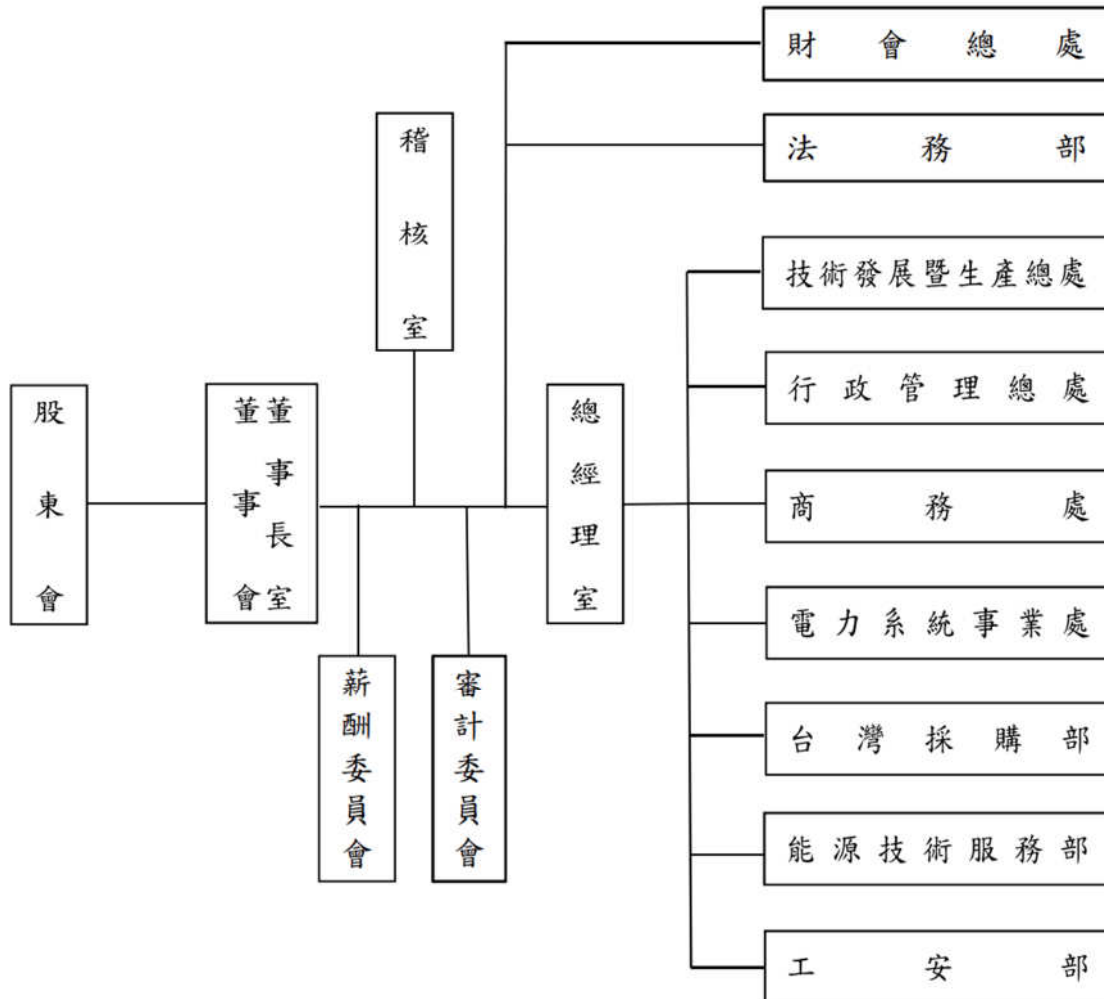 財會總處
稽核室
法務部
技術發展暨生產總處
行政管理總處
股東會
董事會
董事長室
總經理室
商務處
電力系統事業處
薪酬委員會
審計委員會
台灣採購部
能源技術服務部
工安部